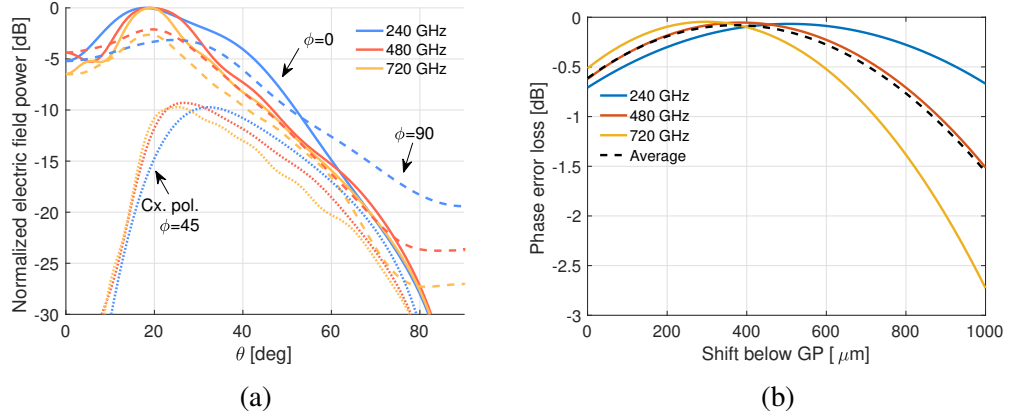 Normalized electric field power [dB]
0
-5
-10
-15
-20
-25
-30
240 GHz
480 GHz
720 GHz
ϕ=0
ϕ=90
Cx. pol.
ϕ=45
0
20
40
60
80
θ [deg]
(a)
Phase error loss [dB]
0
-0.5
-1
-1.5
-2
-2.5
-3
240 GHz
480 GHz
720 GHz
Average
0
200
400
600
800
1000
Shift below GP [ μm]
(b)